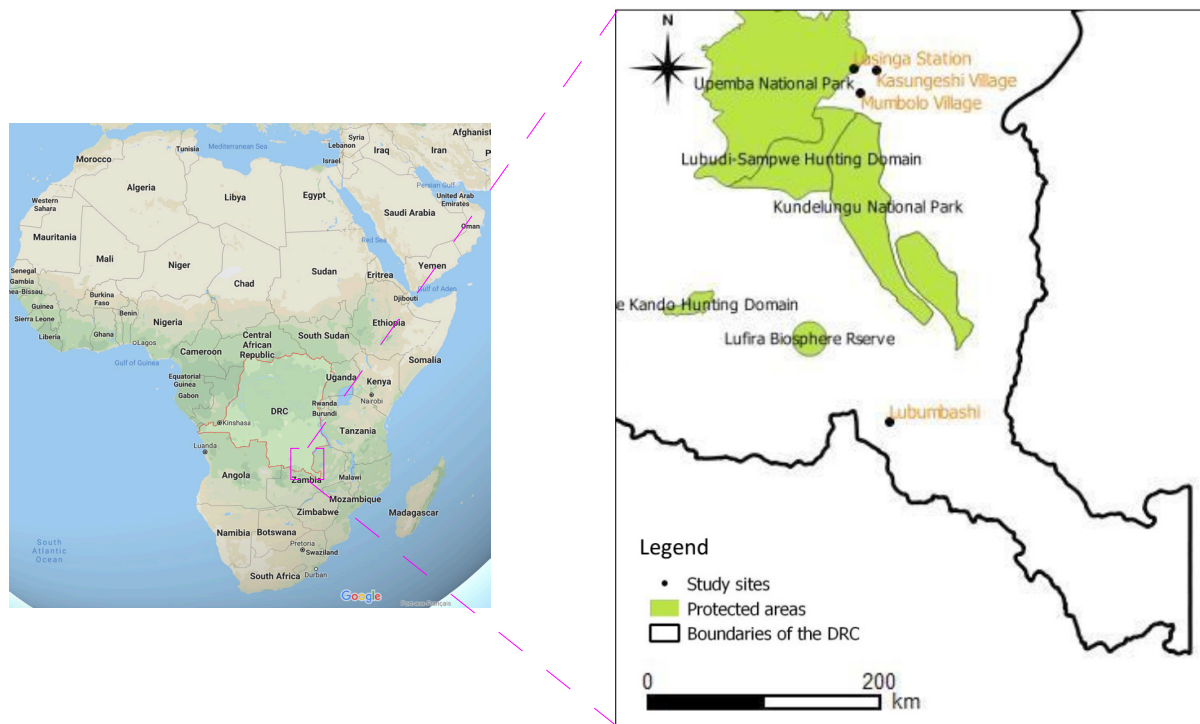 Afghanistan
Syria
Tunisia
Mediterranean Sea
Lebanon
Iraq
Iran
Morocco
Israel
Algeria
Libya
Egypt
Persian Gulf
Western
Sahara
United Arab
Emirates
Saudi Arabia
Oman
Mauritania
Red Sea
Mali
Niger
Chad
Sudan
Eritrea
Yemen
Senegal
Gambia
nea-Bissau
Burkina
Faso
Gulf of Aden
Djibouti
Guinea
Benin
Sierra Leone
Ghana
Nigeria
Ethiopia
Liberia
Lagos
Central
African
Republic
South Sudan
Cameroon
Somalia
Gulf of Guinea
Equatorial
Guinea
Gabon
Uganda
Kenya
Nairobi
DRC
Rwanda
Burundi
Kinshasa
Tanzania
Luanda
Angola
Zambia
Malawi
Mozambique
Zimbabwe
Madagascar
Namibia
Botswana
Pretoria
Swaziland
South Africa
Durban
South
Atlantic
Ocean
Google
N
Lusinga Station
Upemba National Park
Kasungeshi Village
Mumbolo Village
Lubudi-Sampwe Hunting Domain
Kundelungu National Park
e Kando Hunting Domain
Lufira Biosphere Rserve
Lubumbashi
Legend
Study sites
Protected areas
Boundaries of the DRC
0 200
km